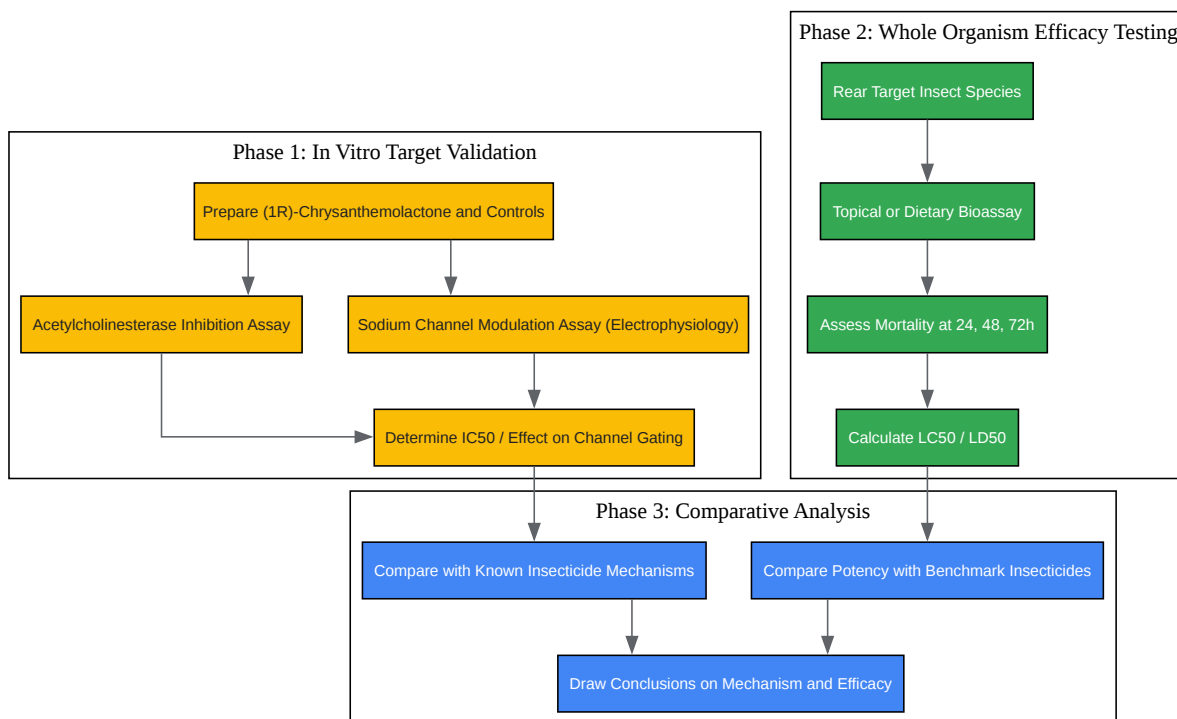 Phase 1: In Vitro Target Validation
Prepare (1R)-Chrysanthemolactone and Controls
Acetylcholinesterase Inhibition Assay
Sodium Channel Modulation Assay (Electrophysiology)
Determine IC50 / Effect on Channel Gating
Phase 2: Whole Organism Efficacy Testing
Rear Target Insect Species
Topical or Dietary Bioassay
Assess Mortality at 24, 48, 72h
Calculate LC50 / LD50
Phase 3: Comparative Analysis
Compare with Known Insecticide Mechanisms
Compare Potency with Benchmark Insecticides
Draw Conclusions on Mechanism and Efficacy